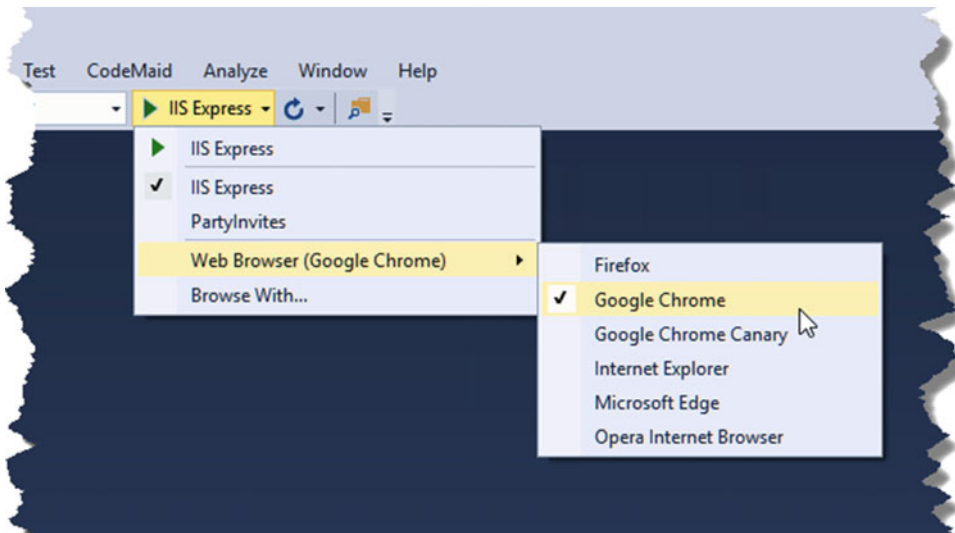 Test CodeMaid Analyze Window Help
IIS Express
IIS Express
IIS Express
PartyInvites
Web Browser (Google Chrome)
Browse With...
Firefox
Google Chrome
Google Chrome Canary
Internet Explorer
Microsoft Edge
Opera Internet Browser